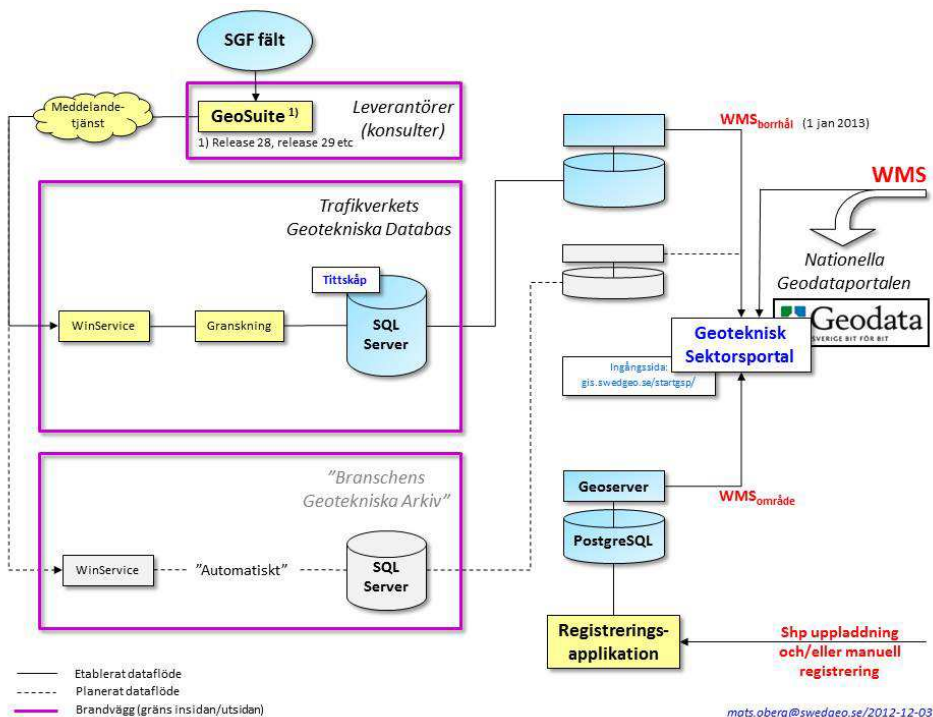 SGF fält
Meddelande-
tjänst
GeoSuite 1)
Leverantörer
(konsulter)
1) Release 28, release 29 etc
WMSborrhål (1 jan 2013)
WMS
Trafikverkets
Geotekniska Databas
Nationella
Geodataportalen
Tittskåp
Geodata
SVERIGE BIT FÖR BIT
WinService
Granskning
SQL
Server
Geoteknisk
Sektorsportal
Ingångssida:
gis.swedgeo.se/startgsp/
”Branschens
Geotekniska Arkiv”
Geoserver
WMSområde
PostgreSQL
WinService
”Automatiskt”
SQL
Server
Registrerings-
applikation
Shp uppladdning
och/eller manuell
registrering
Etablerat dataflöde
Planerat dataflöde
Brandvägg (gräns insidan/utsidan)
mats.oberg@swedgeo.se/2012-12-03